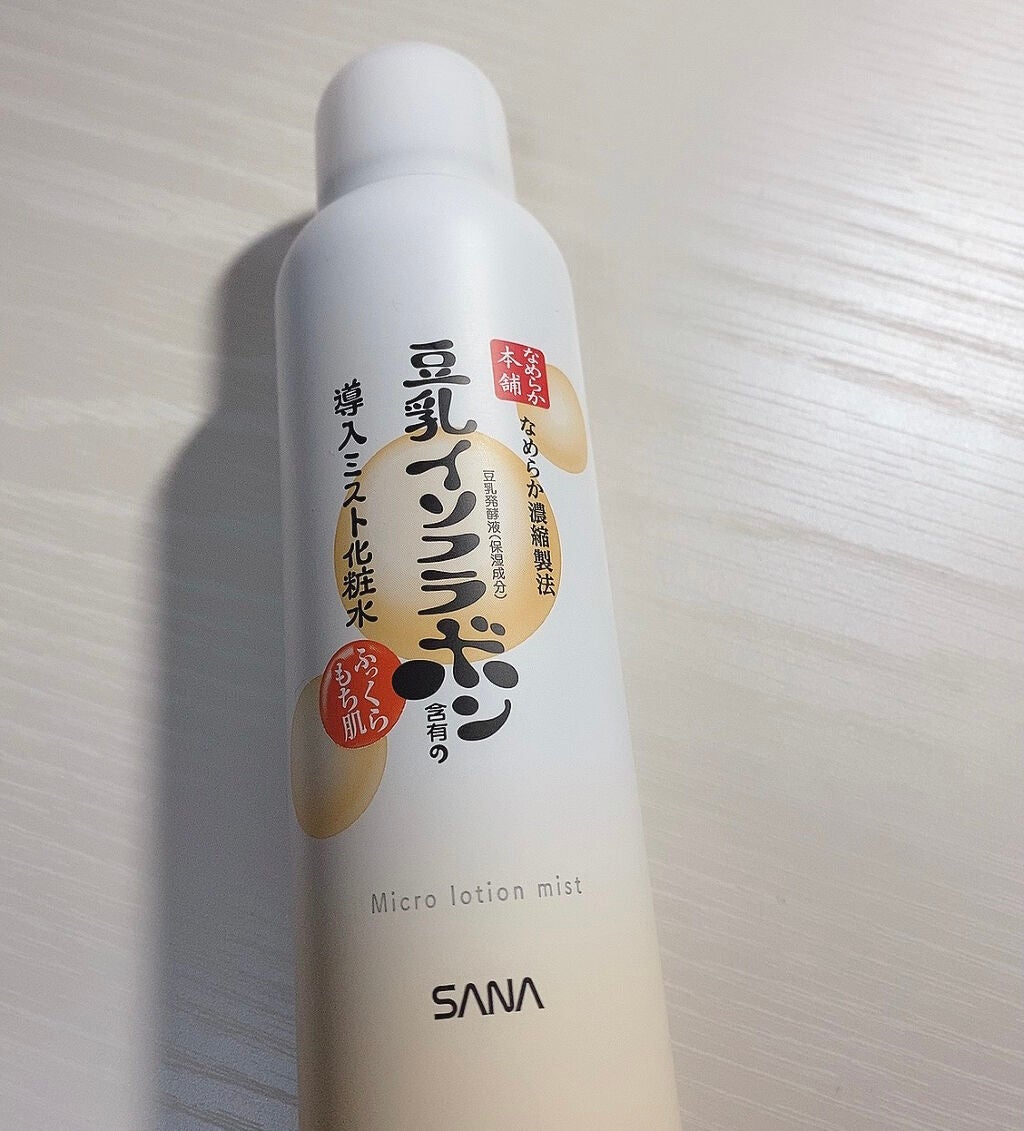 なめらか
本舗
なめらか濃縮製法
豆乳発酵液(保湿成分)
豆乳イソフラボン
含有の
導入ミスト化粧水
ふっくら
もち肌
Micro lotion mist
SANA